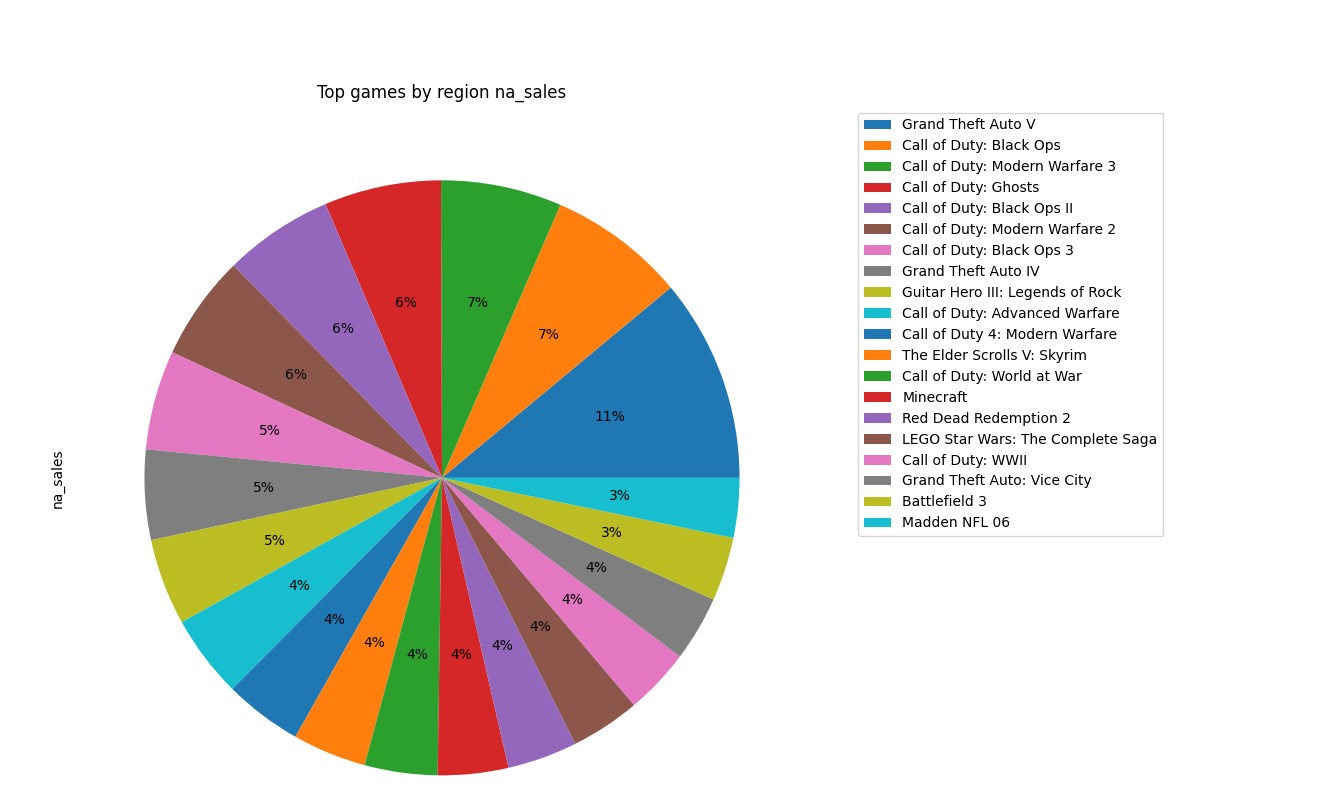 Top games by region na_sales
na_sales
11%
7%
7%
6%
6%
6%
5%
5%
5%
4%
4%
4%
4%
4%
4%
4%
4%
4%
3%
3%
Grand Theft Auto V
Call of Duty: Black Ops
Call of Duty: Modern Warfare 3
Call of Duty: Ghosts
Call of Duty: Black Ops II
Call of Duty: Modern Warfare 2
Call of Duty: Black Ops 3
Grand Theft Auto IV
Guitar Hero III: Legends of Rock
Call of Duty: Advanced Warfare
Call of Duty 4: Modern Warfare
The Elder Scrolls V: Skyrim
Call of Duty: World at War
Minecraft
Red Dead Redemption 2
LEGO Star Wars: The Complete Saga
Call of Duty: WWII
Grand Theft Auto: Vice City
Battlefield 3
Madden NFL 06